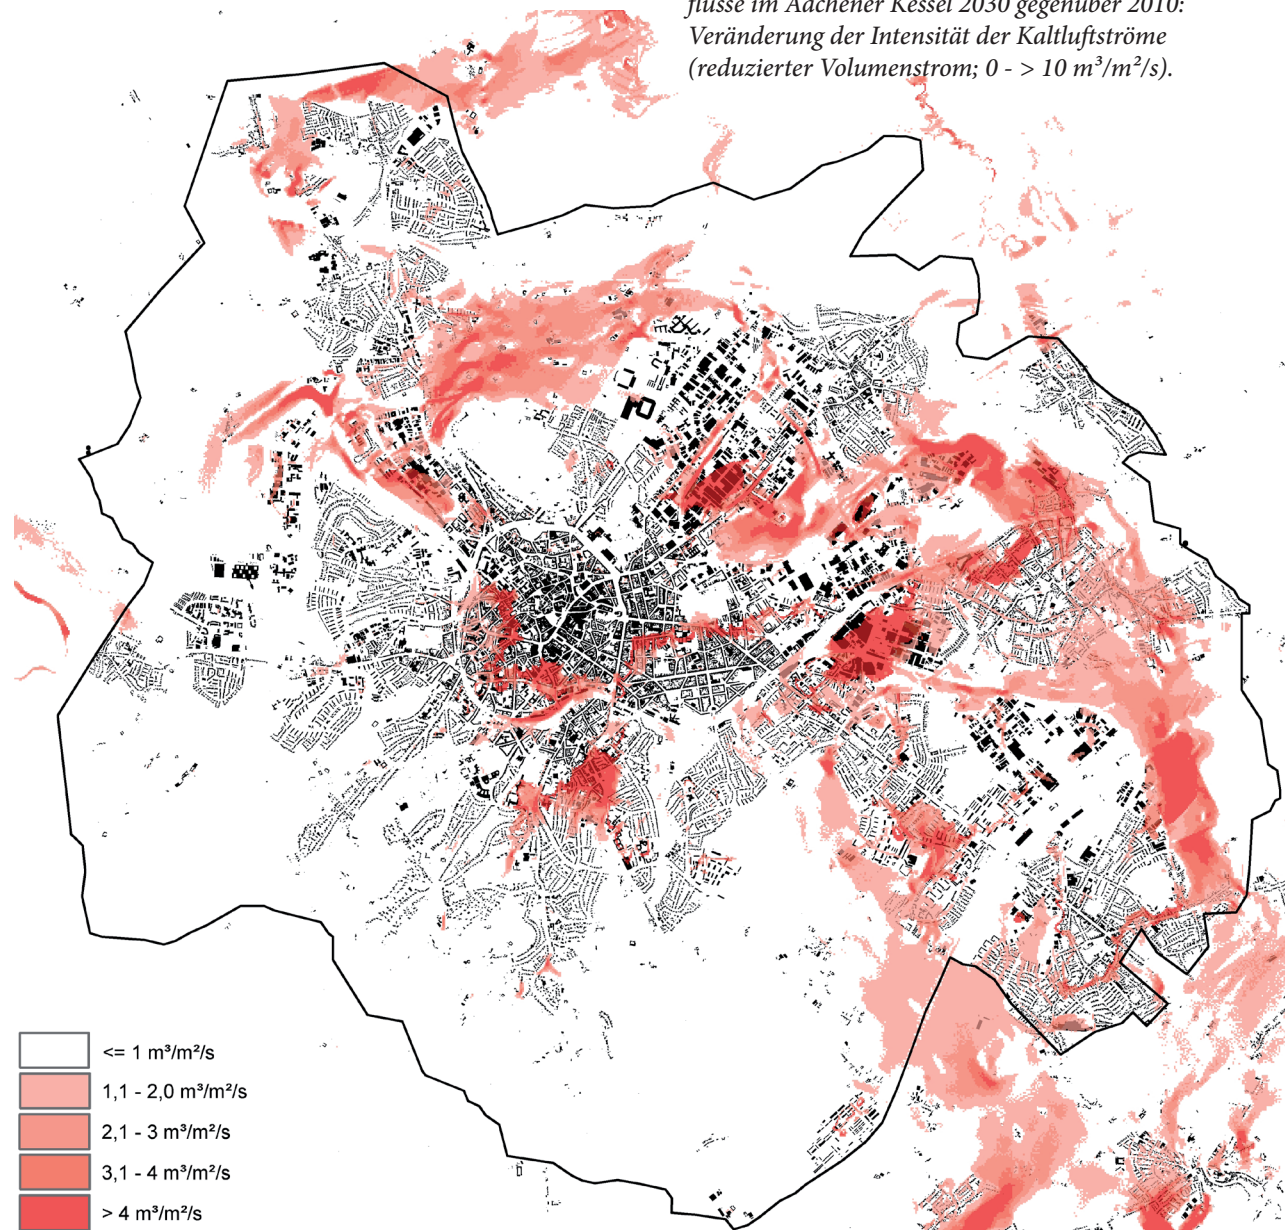 flüsse im Aachener Kessel 2030 gegenüber 2010:
Veränderung der Intensität der Kaltluftströme
(reduzierter Volumenstrom; 0 - > 10 m³/m²/s).
<= 1 m³/m²/s
1,1 - 2,0 m³/m²/s
2,1 - 3 m³/m²/s
3,1 - 4 m³/m²/s
> 4 m³/m²/s